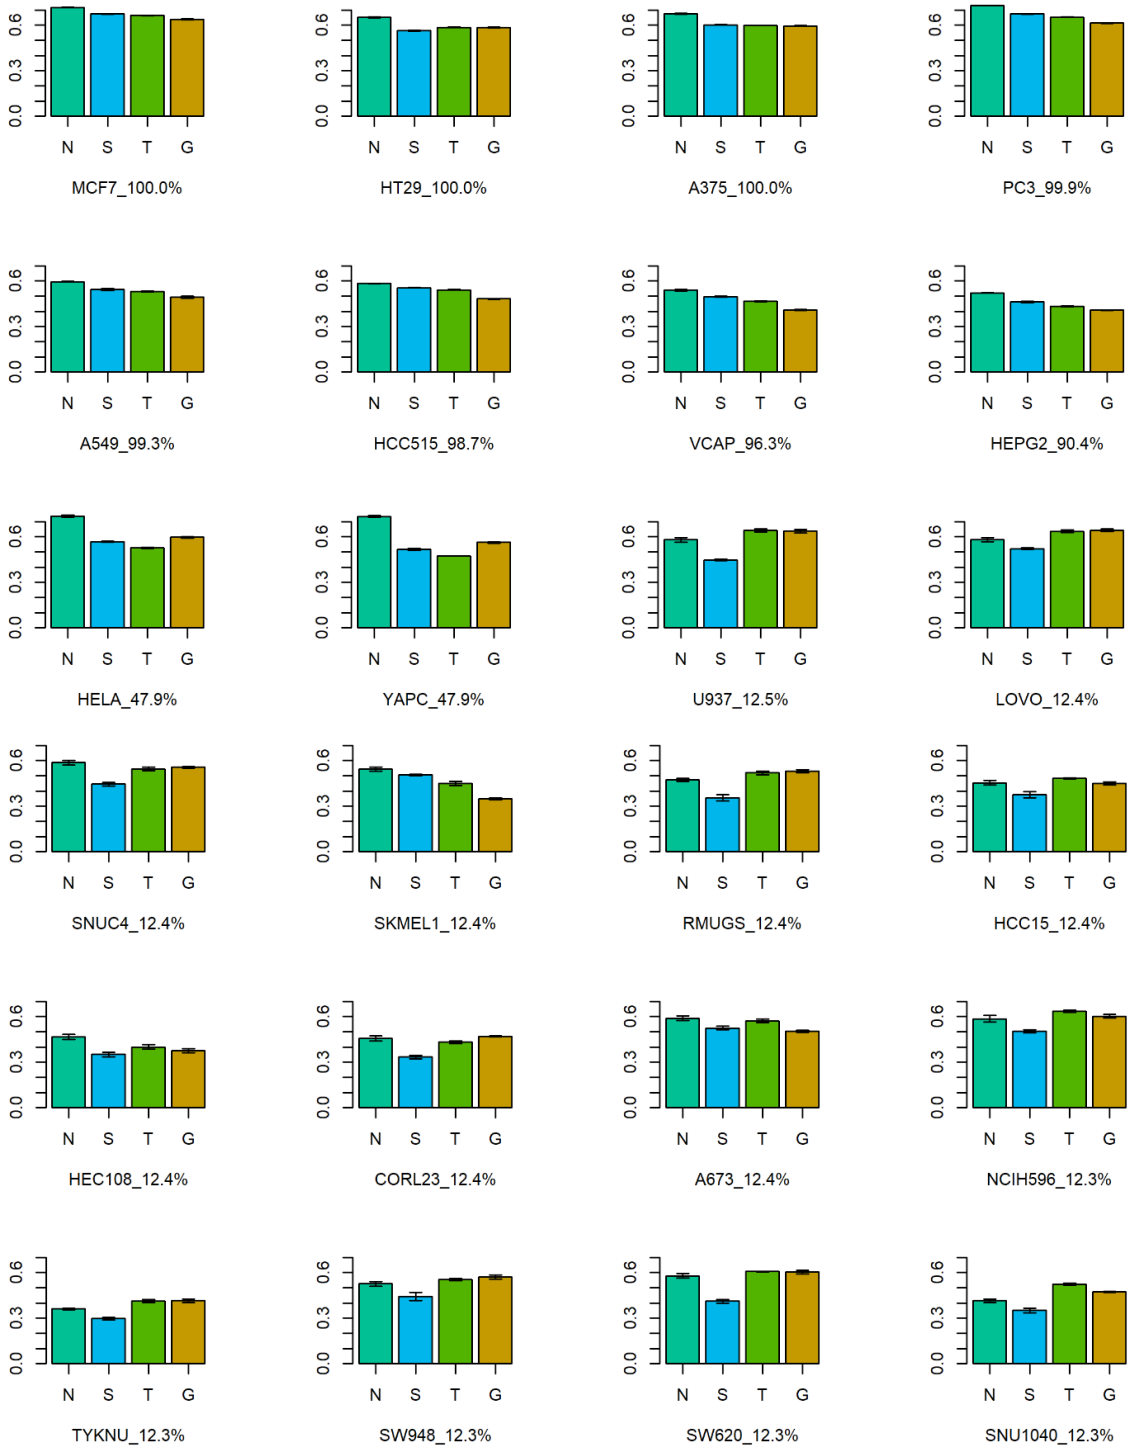 0.0 0.3 0.6
N S T G
MCF7_100.0%
0.0 0.3 0.6
N S T G
HT29_100.0%
0.0 0.3 0.6
N S T G
A375_100.0%
0.0 0.3 0.6
N S T G
PC3_99.9%
0.0 0.3 0.6
N S T G
A549_99.3%
0.0 0.3 0.6
N S T G
HCC515_98.7%
0.0 0.3 0.6
N S T G
VCAP_96.3%
0.0 0.3 0.6
N S T G
HEPG2_90.4%
0.0 0.3 0.6
N S T G
HELA_47.9%
0.0 0.3 0.6
N S T G
YAPC_47.9%
0.0 0.3 0.6
N S T G
U937_12.5%
0.0 0.3 0.6
N S T G
LOVO_12.4%
0.0 0.3 0.6
N S T G
SNUC4_12.4%
0.0 0.3 0.6
N S T G
SKMEL1_12.4%
0.0 0.3 0.6
N S T G
RMUGS_12.4%
0.0 0.3 0.6
N S T G
HCC15_12.4%
0.0 0.3 0.6
N S T G
HEC108_12.4%
0.0 0.3 0.6
N S T G
CORL23_12.4%
0.0 0.3 0.6
N S T G
A673_12.4%
0.0 0.3 0.6
N S T G
NCIH596_12.3%
0.0 0.3 0.6
N S T G
TYKNU_12.3%
0.0 0.3 0.6
N S T G
SW948_12.3%
0.0 0.3 0.6
N S T G
SW620_12.3%
0.0 0.3 0.6
N S T G
SNU1040_12.3%